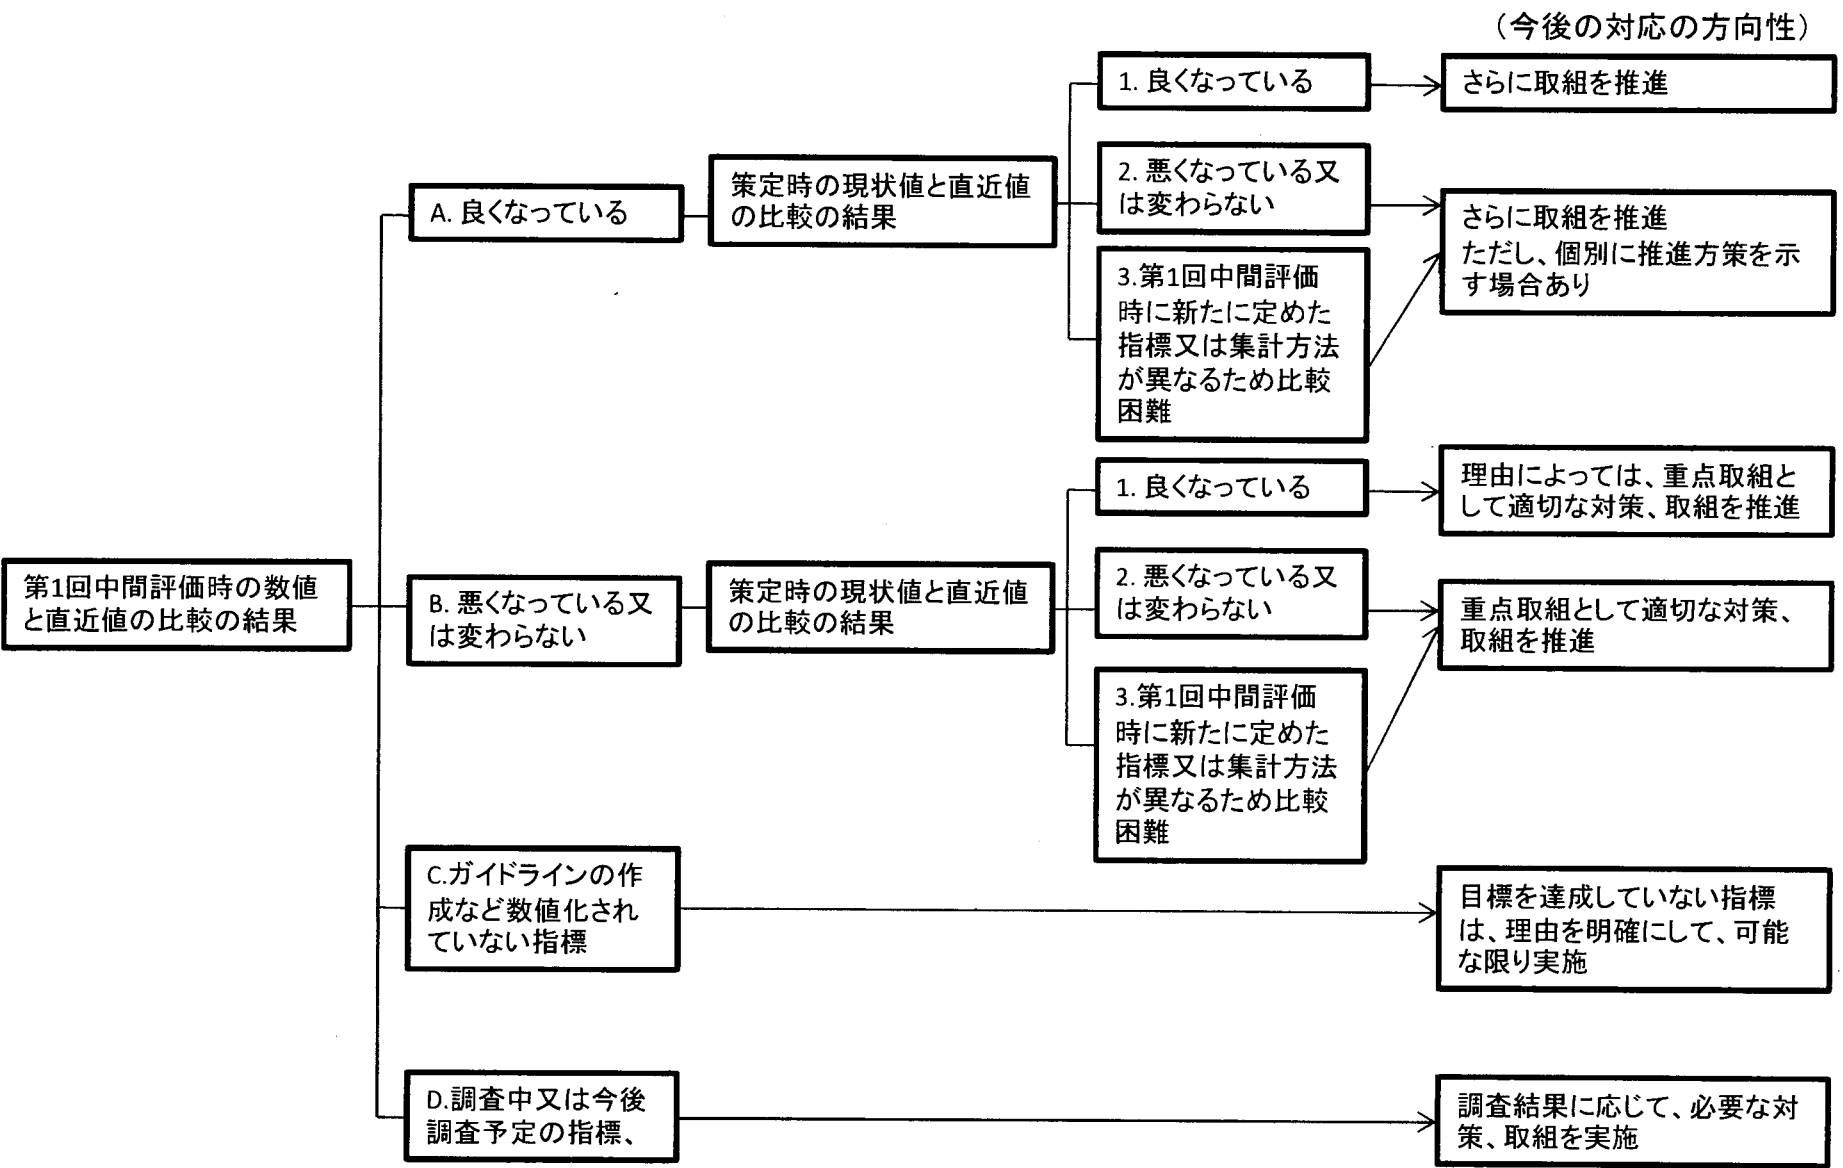 （今後の対応の方向性）
1. 良くなっている
さらに取組を推進
A. 良くなっている
策定時の現状値と直近値
の比較の結果
2. 悪くなっている又
は変わらない
さらに取組を推進
ただし、個別に推進方策を示
す場合あり
3.第1回中間評価
時に新たに定めた
指標又は集計方法
が異なるため比較
困難
第1回中間評価時の数値
と直近値の比較の結果
B. 悪くなっている又
は変わらない
策定時の現状値と直近値
の比較の結果
1. 良くなっている
理由によっては、重点取組と
して適切な対策、取組を推進
2. 悪くなっている又
は変わらない
重点取組として適切な対策、
取組を推進
3.第1回中間評価
時に新たに定めた
指標又は集計方法
が異なるため比較
困難
C.ガイドラインの作
成など数値化され
ていない指標
目標を達成していない指標
は、理由を明確にして、可能
な限り実施
D.調査中又は今後
調査予定の指標、
調査結果に応じて、必要な対
策、取組を実施